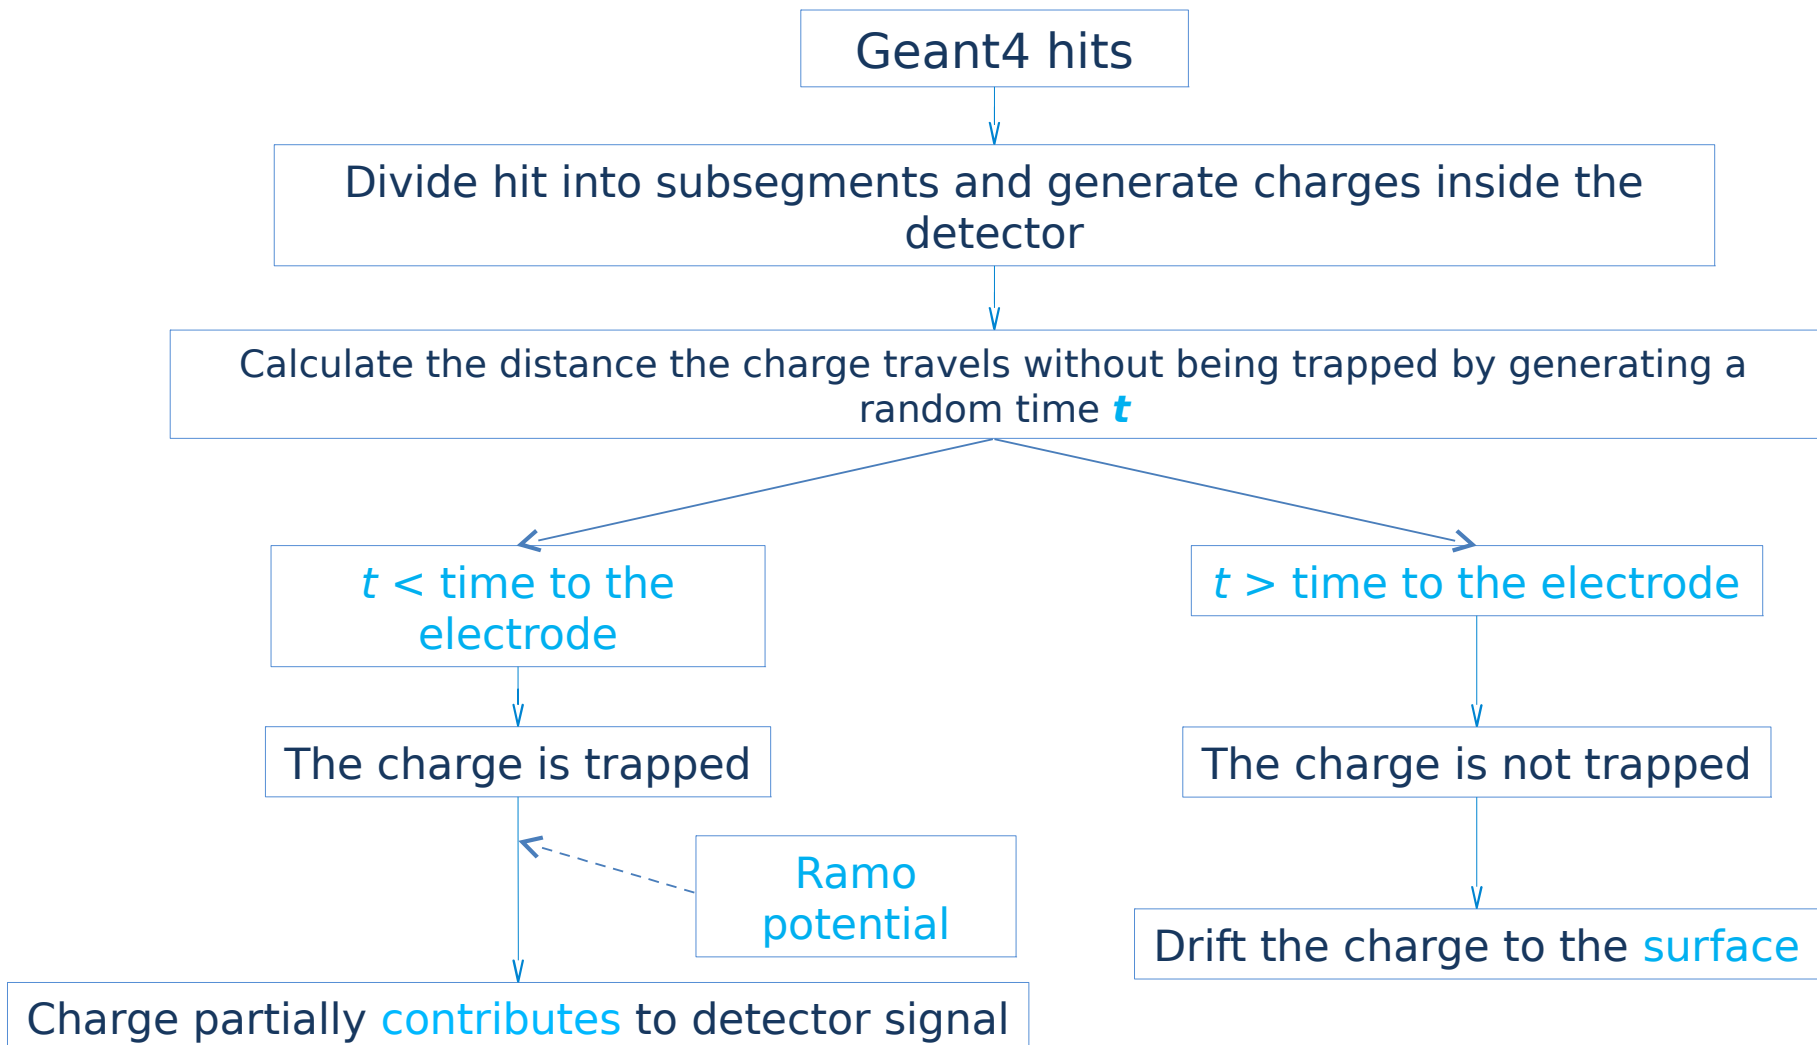 Geant4 hits
Divide hit into subsegments and generate charges inside the
detector
Calculate the distance the charge travels without being trapped by generating a
random time t
t < time to the
electrode
t > time to the electrode
The charge is trapped
The charge is not trapped
Ramo
potential
Drift the charge to the surface
Charge partially contributes to detector signal